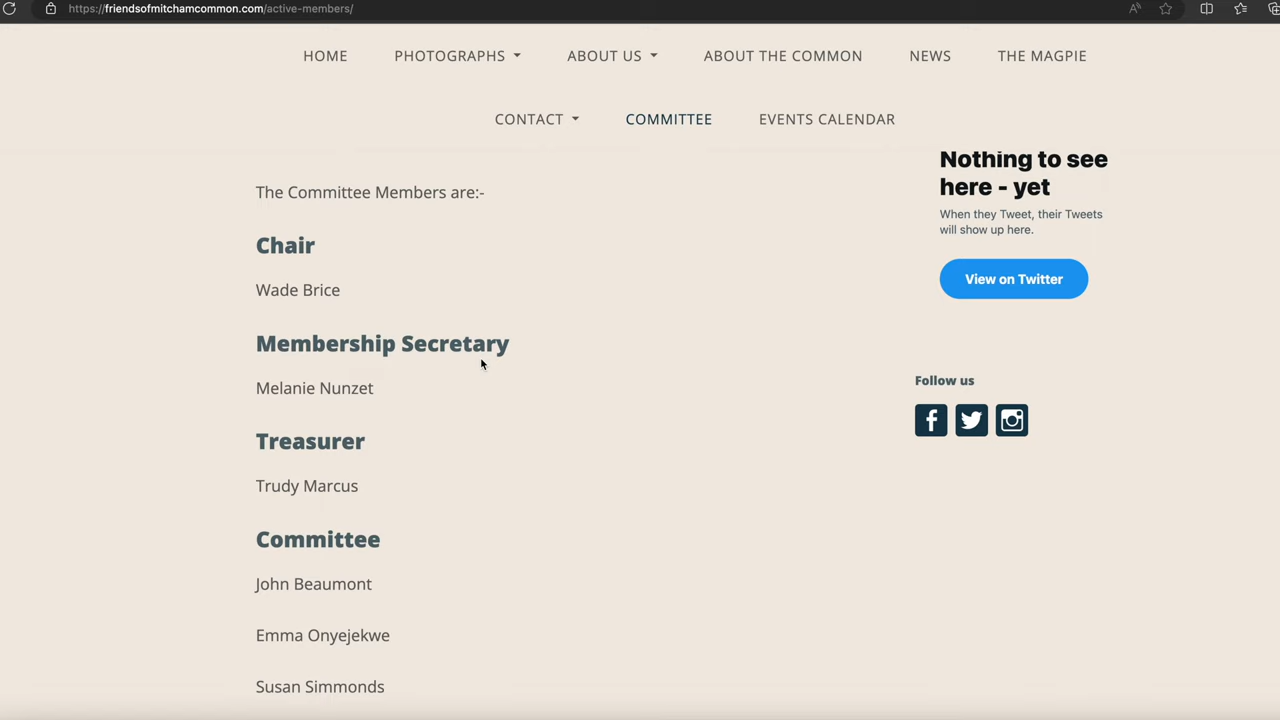 https://friendsofmitchamcommon.com/active-members/
HOME
PHOTOGRAPHS
ABOUT US
ABOUT THE COMMON
NEWS
THE MAGPIE
CONTACT
COMMITTEE
EVENTS CALENDAR
The Committee Members are:-
Chair
Wade Brice
Membership Secretary
Melanie Nunzet
Treasurer
Trudy Marcus
Committee
John Beaumont
Emma Onyejekwe
Susan Simmonds
Nothing to see
here - yet
When they Tweet, their Tweets
will show up here.
View on Twitter
Follow us